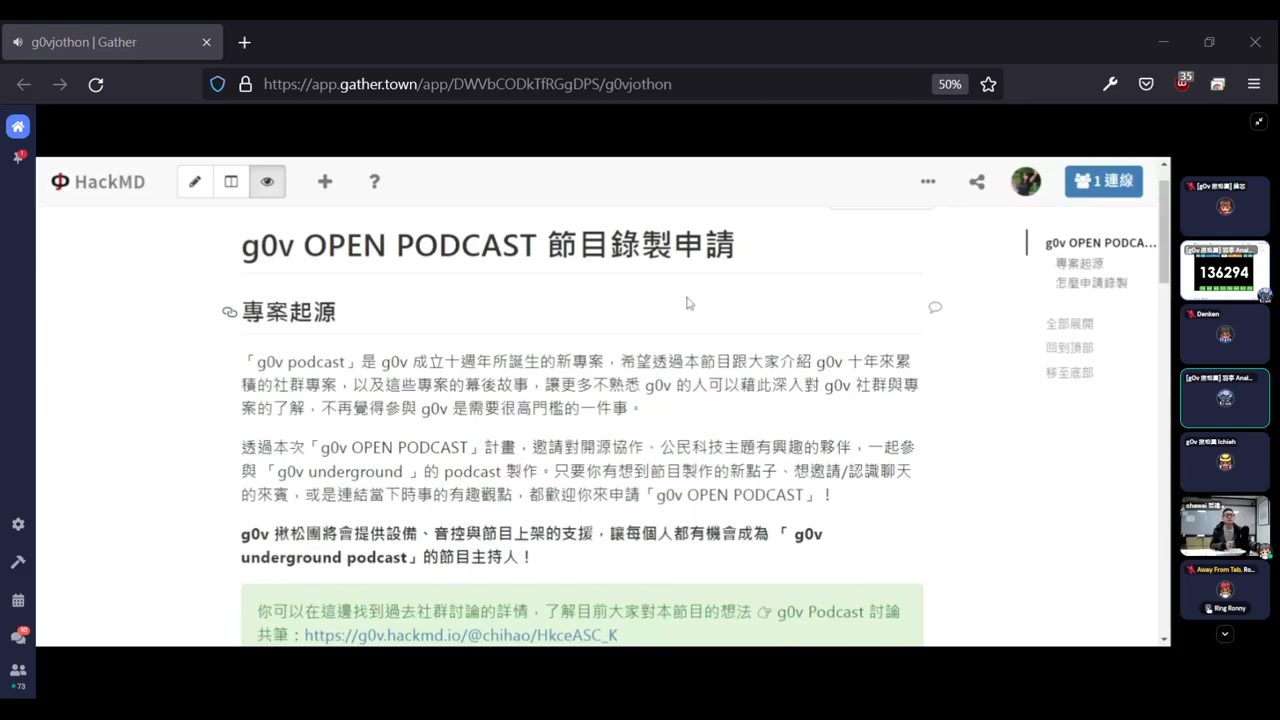 g0vjothon | Gather
https://app.gather.town/app/DWVbCODkTfRGgDPS/g0vjothon
50%
35
HackMD
1 連線
g0v OPEN PODCAST 節目錄製申請
專案起源
「g0v podcast」是 g0v 成立十週年所誕生的新專案，希望透過本節目跟大家介紹 g0v 十年來累
積的社群專案，以及這些專案的幕後故事，讓更多不熟悉 g0v 的人可以藉此深入對 g0v 社群與專
案的了解，不再覺得參與 g0v 是需要很高門檻的一件事。
透過本次「g0v OPEN PODCAST」計畫，邀請對開源協作、公民科技主題有興趣的夥伴，一起參
與「g0v underground 」的 podcast 製作。只要你有想到節目製作的新點子、想邀請/認識聊天
的來賓，或是連結當下時事的有趣觀點，都歡迎你來申請「g0v OPEN PODCAST」！
g0v 揪松團將會提供設備、音控與節目上架的支援，讓每個人都有機會成為 「 g0v
underground podcast」的節目主持人！
你可以在這邊找到過去社群討論的詳情，了解目前大家對本節目的想法 👉 g0v Podcast 討論
共筆：https://g0v.hackmd.io/@chihao/HkceASC_K
g0v OPEN PODCA...
專案起源
怎麼申請錄製
全部展開
回到頂部
移至底部
136294
Denken
g0v 揪松團 Ichieh
Away From Tab, Ro...
Ring Ronny
30
73